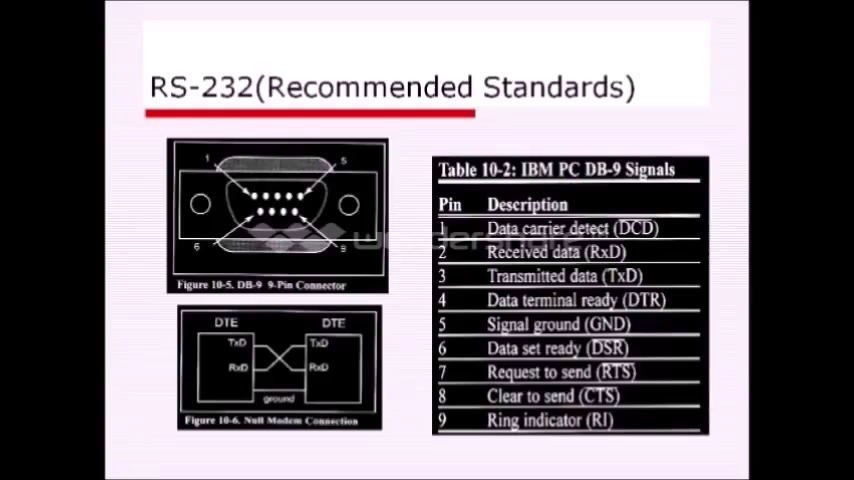 RS-232(Recommended Standards)
1
5
6
9
Figure 10-5. DB-9 9-Pin Connector
DTE
DTE
TxD
TxD
RxD
RxD
ground
Figure 10-6. Null Modem Connection
Table 10-2: IBM PC DB-9 Signals
Pin Description
1 Data carrier detect (DCD)
2 Received data (RxD)
3 Transmitted data (TxD)
4 Data terminal ready (DTR)
5 Signal ground (GND)
6 Data set ready (DSR)
7 Request to send (RTS)
8 Clear to send (CTS)
9 Ring indicator (RI)
wondershare